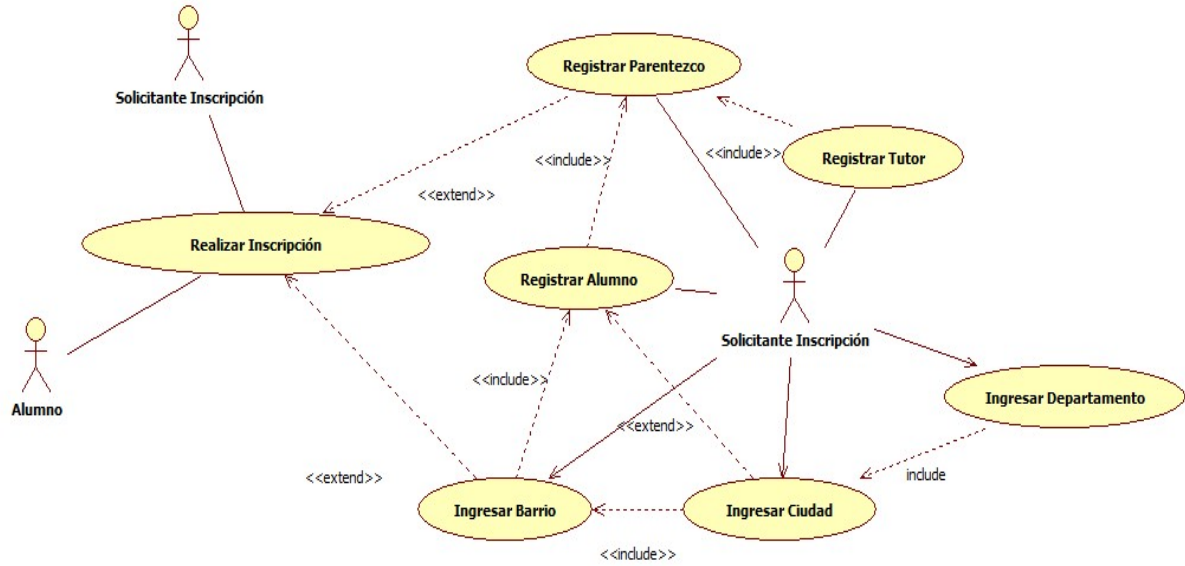 Registrar Parentezco
Solicitante Inscripción
<<include>>
<<include>>
Registrar Tutor
<<extend>>
Realizar Inscripción
Registrar Alumno
Solicitante Inscripción
Alumno
<<include>>
Ingresar Departamento
<<extend>>
<<extend>>
include
Ingresar Barrio
Ingresar Ciudad
<<include>>